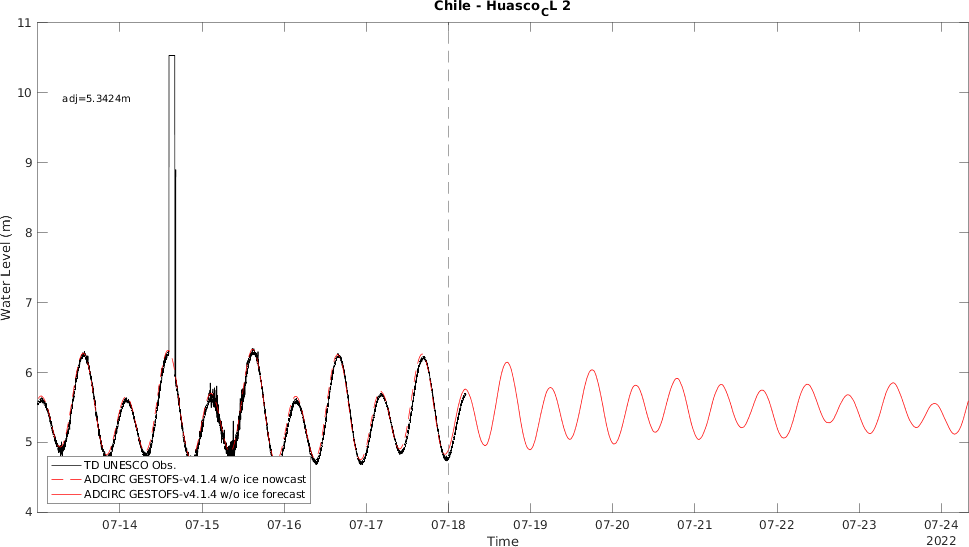 Chile - Huasco_CL 2
11
10
9
8
7
6
5
4
Water Level (m)
adj=5.3424m
TD UNESCO Obs.
ADCIRC GESTOFS-v4.1.4 w/o ice nowcast
ADCIRC GESTOFS-v4.1.4 w/o ice forecast
07-14 07-15 07-16 07-17 07-18 07-19 07-20 07-21 07-22 07-23 07-24
Time
2022